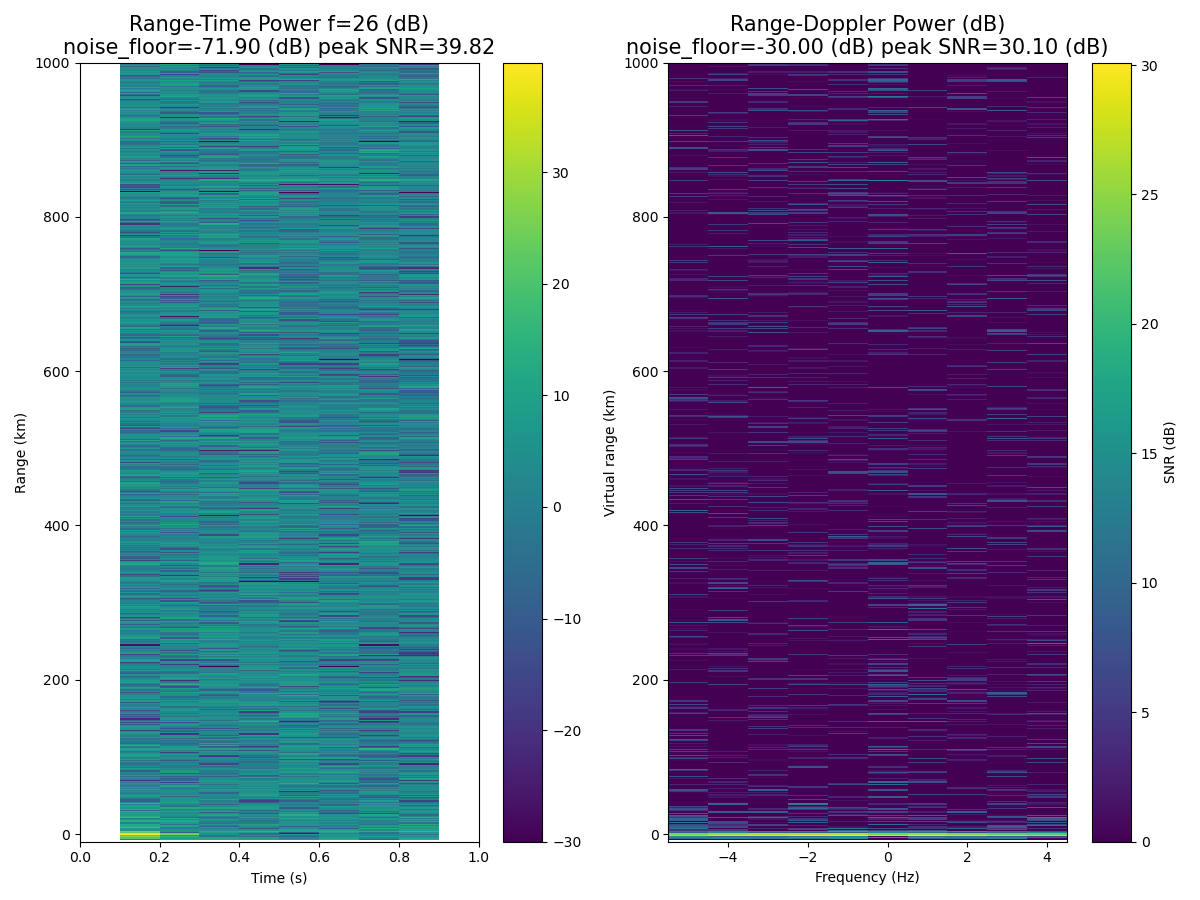 Range-Time Power f=26 (dB)
noise_floor=-71.90 (dB) peak SNR=39.82
1000
800
600
400
200
0
Range (km)
0.0 0.2 0.4 0.6 0.8 1.0
Time (s)
30
20
10
0
−10
−20
−30
Range-Doppler Power (dB)
noise_floor=-30.00 (dB) peak SNR=30.10 (dB)
1000
800
600
400
200
0
Virtual range (km)
−4 −2 0 2 4
Frequency (Hz)
30
25
20
15
10
5
0
SNR (dB)